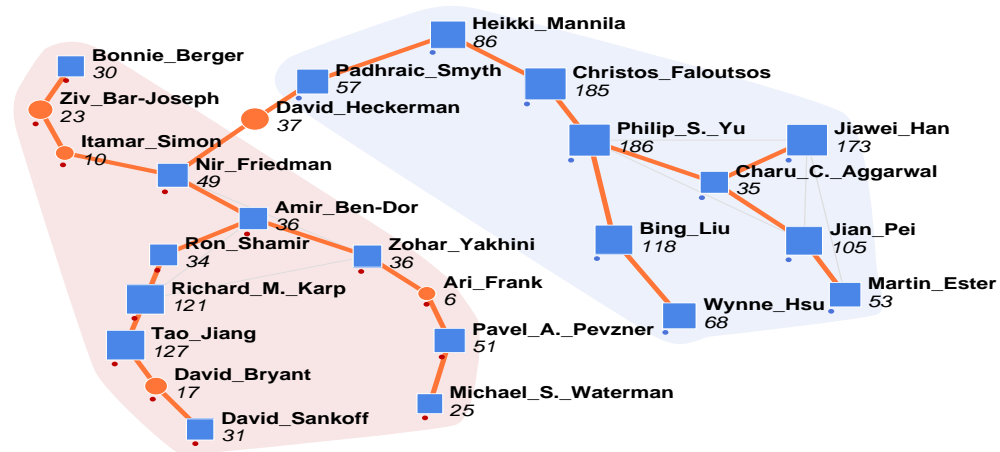 Heikki_Mannila
86
Bonnie_Berger
30
Padhraic_Smyth
57
Christos_Faloutsos
185
Ziv_Bar-Joseph
23
David_Heckerman
37
Philip_S._Yu
186
Jiawei_Han
173
Itamar_Simon
10
Nir_Friedman
49
Charu_C._Aggarwal
35
Amir_Ben-Dor
36
Bing_Liu
118
Jian_Pei
105
Ron_Shamir
34
Zohar_Yakhini
36
Richard_M._Karp
121
Ari_Frank
6
Martin_Ester
53
Wynne_Hsu
68
Tao_Jiang
127
Pavel_A._Pevzner
51
David_Bryant
17
Michael_S._Waterman
25
David_Sankoff
31